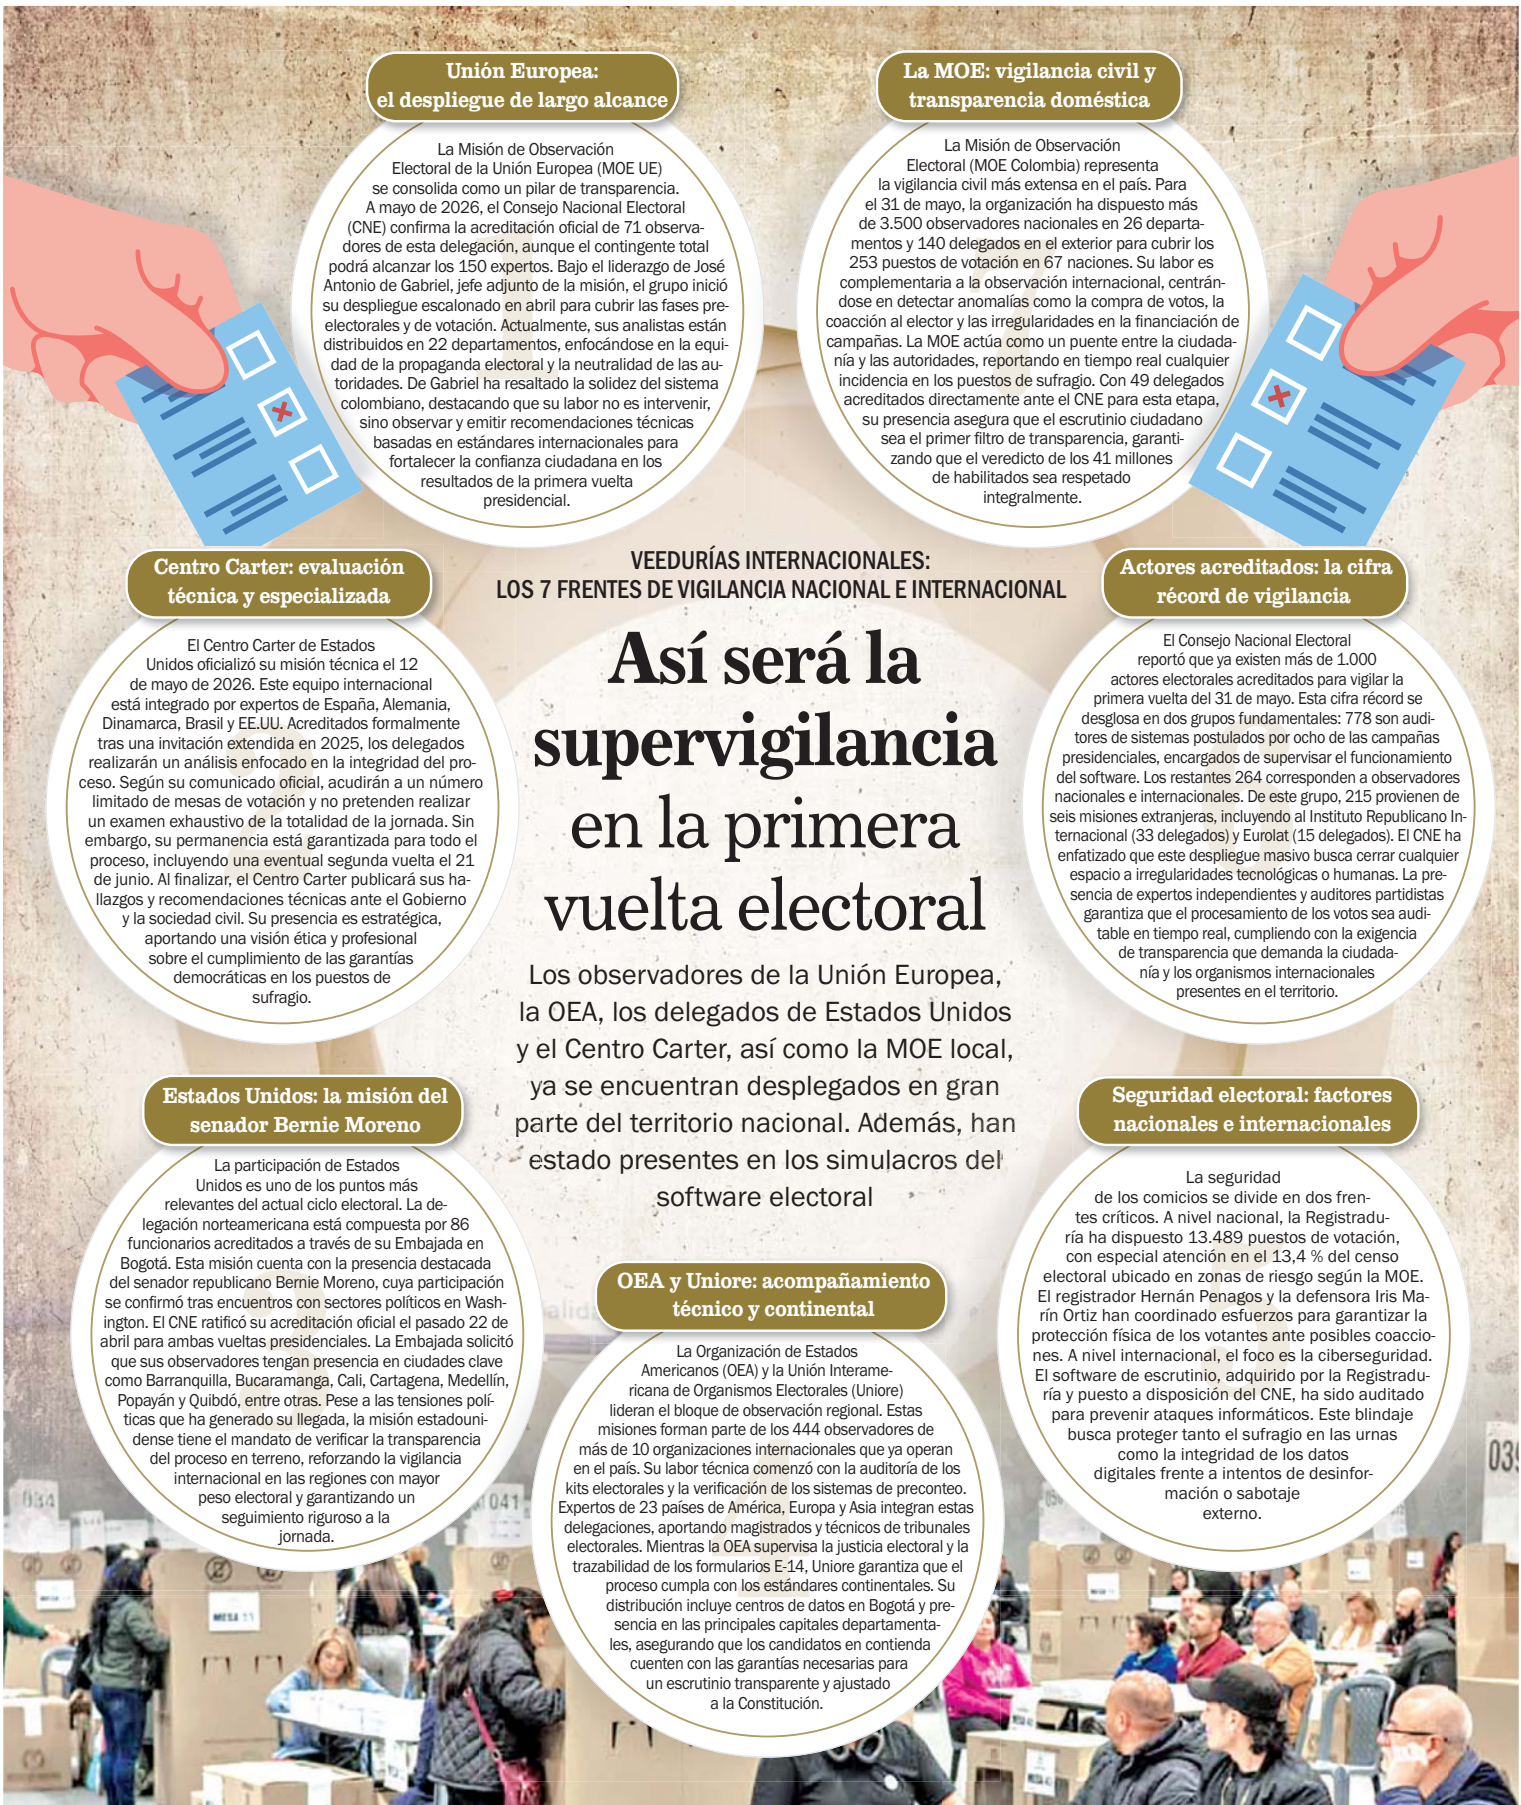 VEEDURÍAS INTERNACIONALES:
LOS 7 FRENTES DE VIGILANCIA NACIONAL E INTERNACIONAL
Así será la
supervigilancia
en la primera
vuelta electoral
Los observadores de la Unión Europea,
la OEA, los delegados de Estados Unidos
y el Centro Carter, así como la MOE local,
ya se encuentran desplegados en gran
parte del territorio nacional. Además, han
estado presentes en los simulacros del
software electoral
Unión Europea:
el despliegue de largo alcance
1
La Misión de Observación
Electoral de la Unión Europea (MOE UE)
se consolida como un pilar de transparencia.
A mayo de 2026, el Consejo Nacional Electoral
(CNE) confirma la acreditación oficial de 71 observa-
dores de esta delegación, aunque el contingente total
podrá alcanzar los 150 expertos. Bajo el liderazgo de José
Antonio de Gabriel, jefe adjunto de la misión, el grupo inició
su despliegue escalonado en abril para cubrir las fases pre-
electorales y de votación. Actualmente, sus analistas están
distribuidos en 22 departamentos, enfocándose en la equi-
dad de la propaganda electoral y la neutralidad de las au-
toridades. De Gabriel ha resaltado la solidez del sistema
colombiano, destacando que su labor no es intervenir,
sino observar y emitir recomendaciones técnicas
basadas en estándares internacionales para
fortalecer la confianza ciudadana en los
resultados de la primera vuelta
presidencial.
Centro Carter: evaluación
técnica y especializada
2
El Centro Carter de Estados
Unidos oficializó su misión técnica el 12
de mayo de 2026. Este equipo internacional
está integrado por expertos de España, Alemania,
Dinamarca, Brasil y EE.UU. Acreditados formalmente
tras una invitación extendida en 2025, los delegados
realizarán un análisis enfocado en la integridad del pro-
ceso. Según su comunicado oficial, acudirán a un número
limitado de mesas de votación y no pretenden realizar
un examen exhaustivo de la totalidad de la jornada. Sin
embargo, su permanencia está garantizada para todo el
proceso, incluyendo una eventual segunda vuelta el 21
de junio. Al finalizar, el Centro Carter publicará sus ha-
llazgos y recomendaciones técnicas ante el Gobierno
y la sociedad civil. Su presencia es estratégica,
aportando una visión ética y profesional
sobre el cumplimiento de las garantías
democráticas en los puestos de
sufragio.
Estados Unidos: la misión del
senador Bernie Moreno
3
La participación de Estados
Unidos es uno de los puntos más
relevantes del actual ciclo electoral. La de-
legación norteamericana está compuesta por 86
funcionarios acreditados a través de su Embajada en
Bogotá. Esta misión cuenta con la presencia destacada
del senador republicano Bernie Moreno, cuya participación
se confirmó tras encuentros con sectores políticos en Wash-
ington. El CNE ratificó su acreditación oficial el pasado 22 de
abril para ambas vueltas presidenciales. La Embajada solicitó
que sus observadores tengan presencia en ciudades clave
como Barranquilla, Bucaramanga, Cali, Cartagena, Medellín,
Popayán y Quibdó, entre otras. Pese a las tensiones polí-
ticas que ha generado su llegada, la misión estadouni-
dense tiene el mandato de verificar la transparencia
del proceso en terreno, reforzando la vigilancia
internacional en las regiones con mayor
peso electoral y garantizando un
seguimiento riguroso a la
jornada.
OEA y Uniore: acompañamiento
técnico y continental
4
La Organización de Estados
Americanos (OEA) y la Unión Interame-
ricana de Organismos Electorales (Uniore)
lideran el bloque de observación regional. Estas
misiones forman parte de los 444 observadores de
más de 10 organizaciones internacionales que ya operan
en el país. Su labor técnica comenzó con la auditoría de los
kits electorales y la verificación de los sistemas de preconteo.
Expertos de 23 países de América, Europa y Asia integran estas
delegaciones, aportando magistrados y técnicos de tribunales
electorales. Mientras la OEA supervisa la justicia electoral y la
trazabilidad de los formularios E-14, Uniore garantiza que el
proceso cumpla con los estándares continentales. Su
distribución incluye centros de datos en Bogotá y pre-
sencia en las principales capitales departamenta-
les, asegurando que los candidatos en contienda
cuenten con las garantías necesarias para
un escrutinio transparente y ajustado
a la Constitución.
Seguridad electoral: factores
nacionales e internacionales
5
La seguridad
de los comicios se divide en dos fren-
tes críticos. A nivel nacional, la Registradu-
ría ha dispuesto 13.489 puestos de votación,
con especial atención en el 13,4 % del censo
electoral ubicado en zonas de riesgo según la MOE.
El registrador Hernán Penagos y la defensora Iris Ma-
rín Ortiz han coordinado esfuerzos para garantizar la
protección física de los votantes ante posibles coaccio-
nes. A nivel internacional, el foco es la ciberseguridad.
El software de escrutinio, adquirido por la Registradu-
ría y puesto a disposición del CNE, ha sido auditado
para prevenir ataques informáticos. Este blindaje
busca proteger tanto el sufragio en las urnas
como la integridad de los datos
digitales frente a intentos de desinfor-
mación o sabotaje
externo.
Actores acreditados: la cifra
récord de vigilancia
6
El Consejo Nacional Electoral
reportó que ya existen más de 1.000
actores electorales acreditados para vigilar la
primera vuelta del 31 de mayo. Esta cifra récord se
desglosa en dos grupos fundamentales: 778 son audi-
tores de sistemas postulados por ocho de las campañas
presidenciales, encargados de supervisar el funcionamiento
del software. Los restantes 264 corresponden a observadores
nacionales e internacionales. De este grupo, 215 provienen de
seis misiones extranjeras, incluyendo al Instituto Republicano In-
ternacional (33 delegados) y Eurolat (15 delegados). El CNE ha
enfatizado que este despliegue masivo busca cerrar cualquier
espacio a irregularidades tecnológicas o humanas. La pre-
sencia de expertos independientes y auditores partidistas
garantiza que el procesamiento de los votos sea audi-
table en tiempo real, cumpliendo con la exigencia
de transparencia que demanda la ciudada-
nía y los organismos internacionales
presentes en el territorio.
La MOE: vigilancia civil y
transparencia doméstica
7
La Misión de Observación
Electoral (MOE Colombia) representa
la vigilancia civil más extensa en el país. Para
el 31 de mayo, la organización ha dispuesto más
de 3.500 observadores nacionales en 26 departa-
mentos y 140 delegados en el exterior para cubrir los
253 puestos de votación en 67 naciones. Su labor es
complementaria a la observación internacional, centrán-
dose en detectar anomalías como la compra de votos, la
coacción al elector y las irregularidades en la financiación de
campañas. La MOE actúa como un puente entre la ciudada-
nía y las autoridades, reportando en tiempo real cualquier
incidencia en los puestos de sufragio. Con 49 delegados
acreditados directamente ante el CNE para esta etapa,
su presencia asegura que el escrutinio ciudadano
sea el primer filtro de transparencia, garanti-
zando que el veredicto de los 41 millones
de habilitados sea respetado
integralmente.
034
041
039